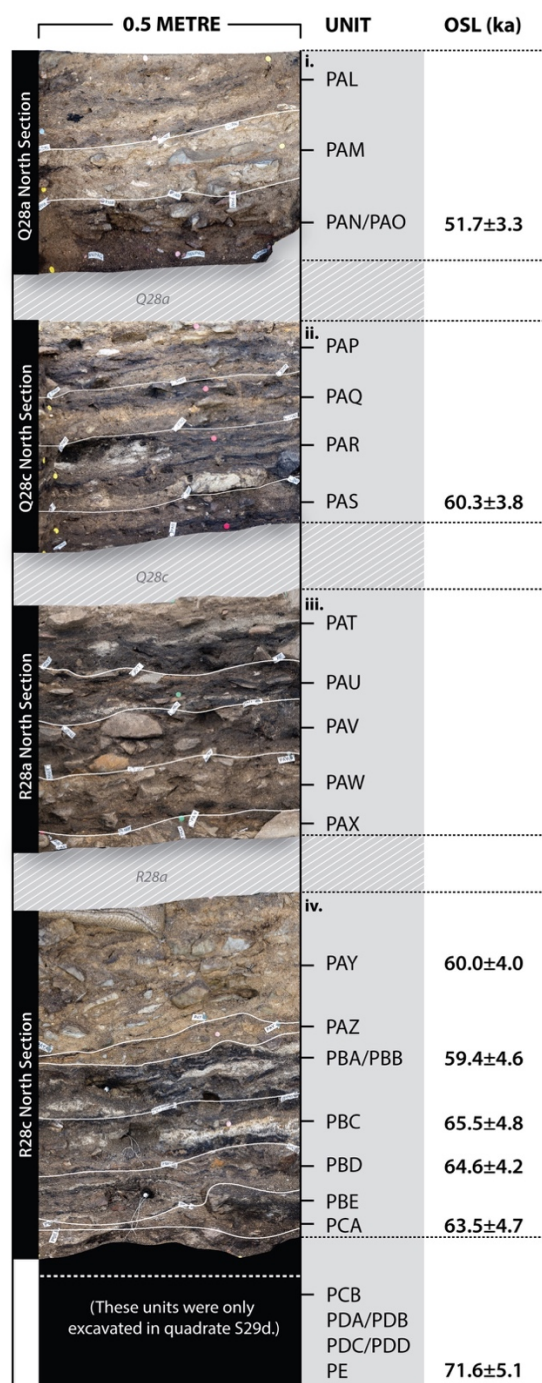 0.5 METRE UNIT OSL (ka)
Q28a North Section
i.
PAL
PAM
PAN/PAO 51.7±3.3
Q28a
Q28c North Section
ii.
PAP
PAQ
PAR
PAS 60.3±3.8
Q28c
R28a North Section
iii.
PAT
PAU
PAV
PAW
PAX
R28a
R28c North Section
iv.
PAY 60.0±4.0
PAZ
PBA/PBB 59.4±4.6
PBC 65.5±4.8
PBD 64.6±4.2
PBE
PCA 63.5±4.7
(These units were only
excavated in quadrate S29d.)
PCB
PDA/PDB
PDC/PDD
PE 71.6±5.1